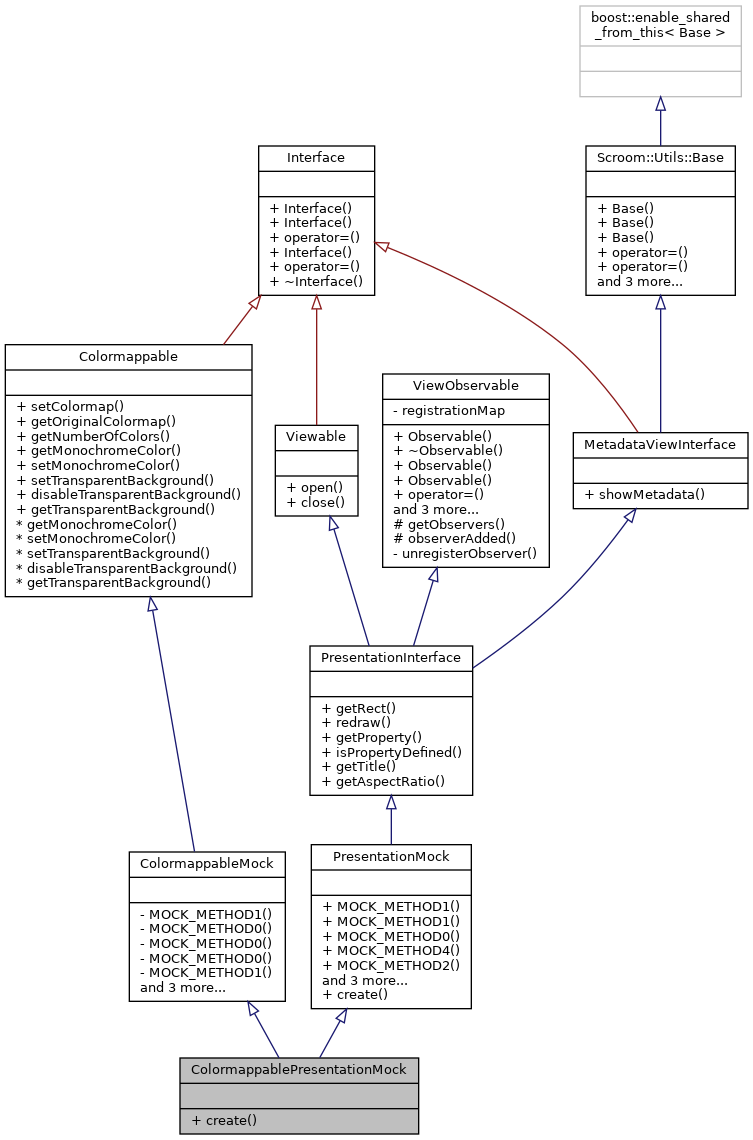 boost::enable_shared
_from_this< Base >
Interface
+ Interface()
+ Interface()
+ operator=()
+ Interface()
+ operator=()
+ ~Interface()
Scroom::Utils::Base
+ Base()
+ Base()
+ Base()
+ operator=()
+ operator=()
and 3 more...
Colormappable
+ setColormap()
+ getOriginalColormap()
+ getNumberOfColors()
+ getMonochromeColor()
+ setMonochromeColor()
+ setTransparentBackground()
+ disableTransparentBackground()
+ getTransparentBackground()
* getMonochromeColor()
* setMonochromeColor()
* setTransparentBackground()
* disableTransparentBackground()
* getTransparentBackground()
Viewable
+ open()
+ close()
ViewObservable
- registrationMap
+ Observable()
+ ~Observable()
+ Observable()
+ Observable()
+ operator=()
and 3 more...
# getObservers()
# observerAdded()
- unregisterObserver()
MetadataViewInterface
+ showMetadata()
PresentationInterface
+ getRect()
+ redraw()
+ getProperty()
+ isPropertyDefined()
+ getTitle()
+ getAspectRatio()
ColormappableMock
- MOCK_METHOD1()
- MOCK_METHOD0()
- MOCK_METHOD0()
- MOCK_METHOD0()
- MOCK_METHOD1()
and 3 more...
PresentationMock
+ MOCK_METHOD1()
+ MOCK_METHOD1()
+ MOCK_METHOD0()
+ MOCK_METHOD4()
+ MOCK_METHOD2()
and 3 more...
+ create()
ColormappablePresentationMock
+ create()